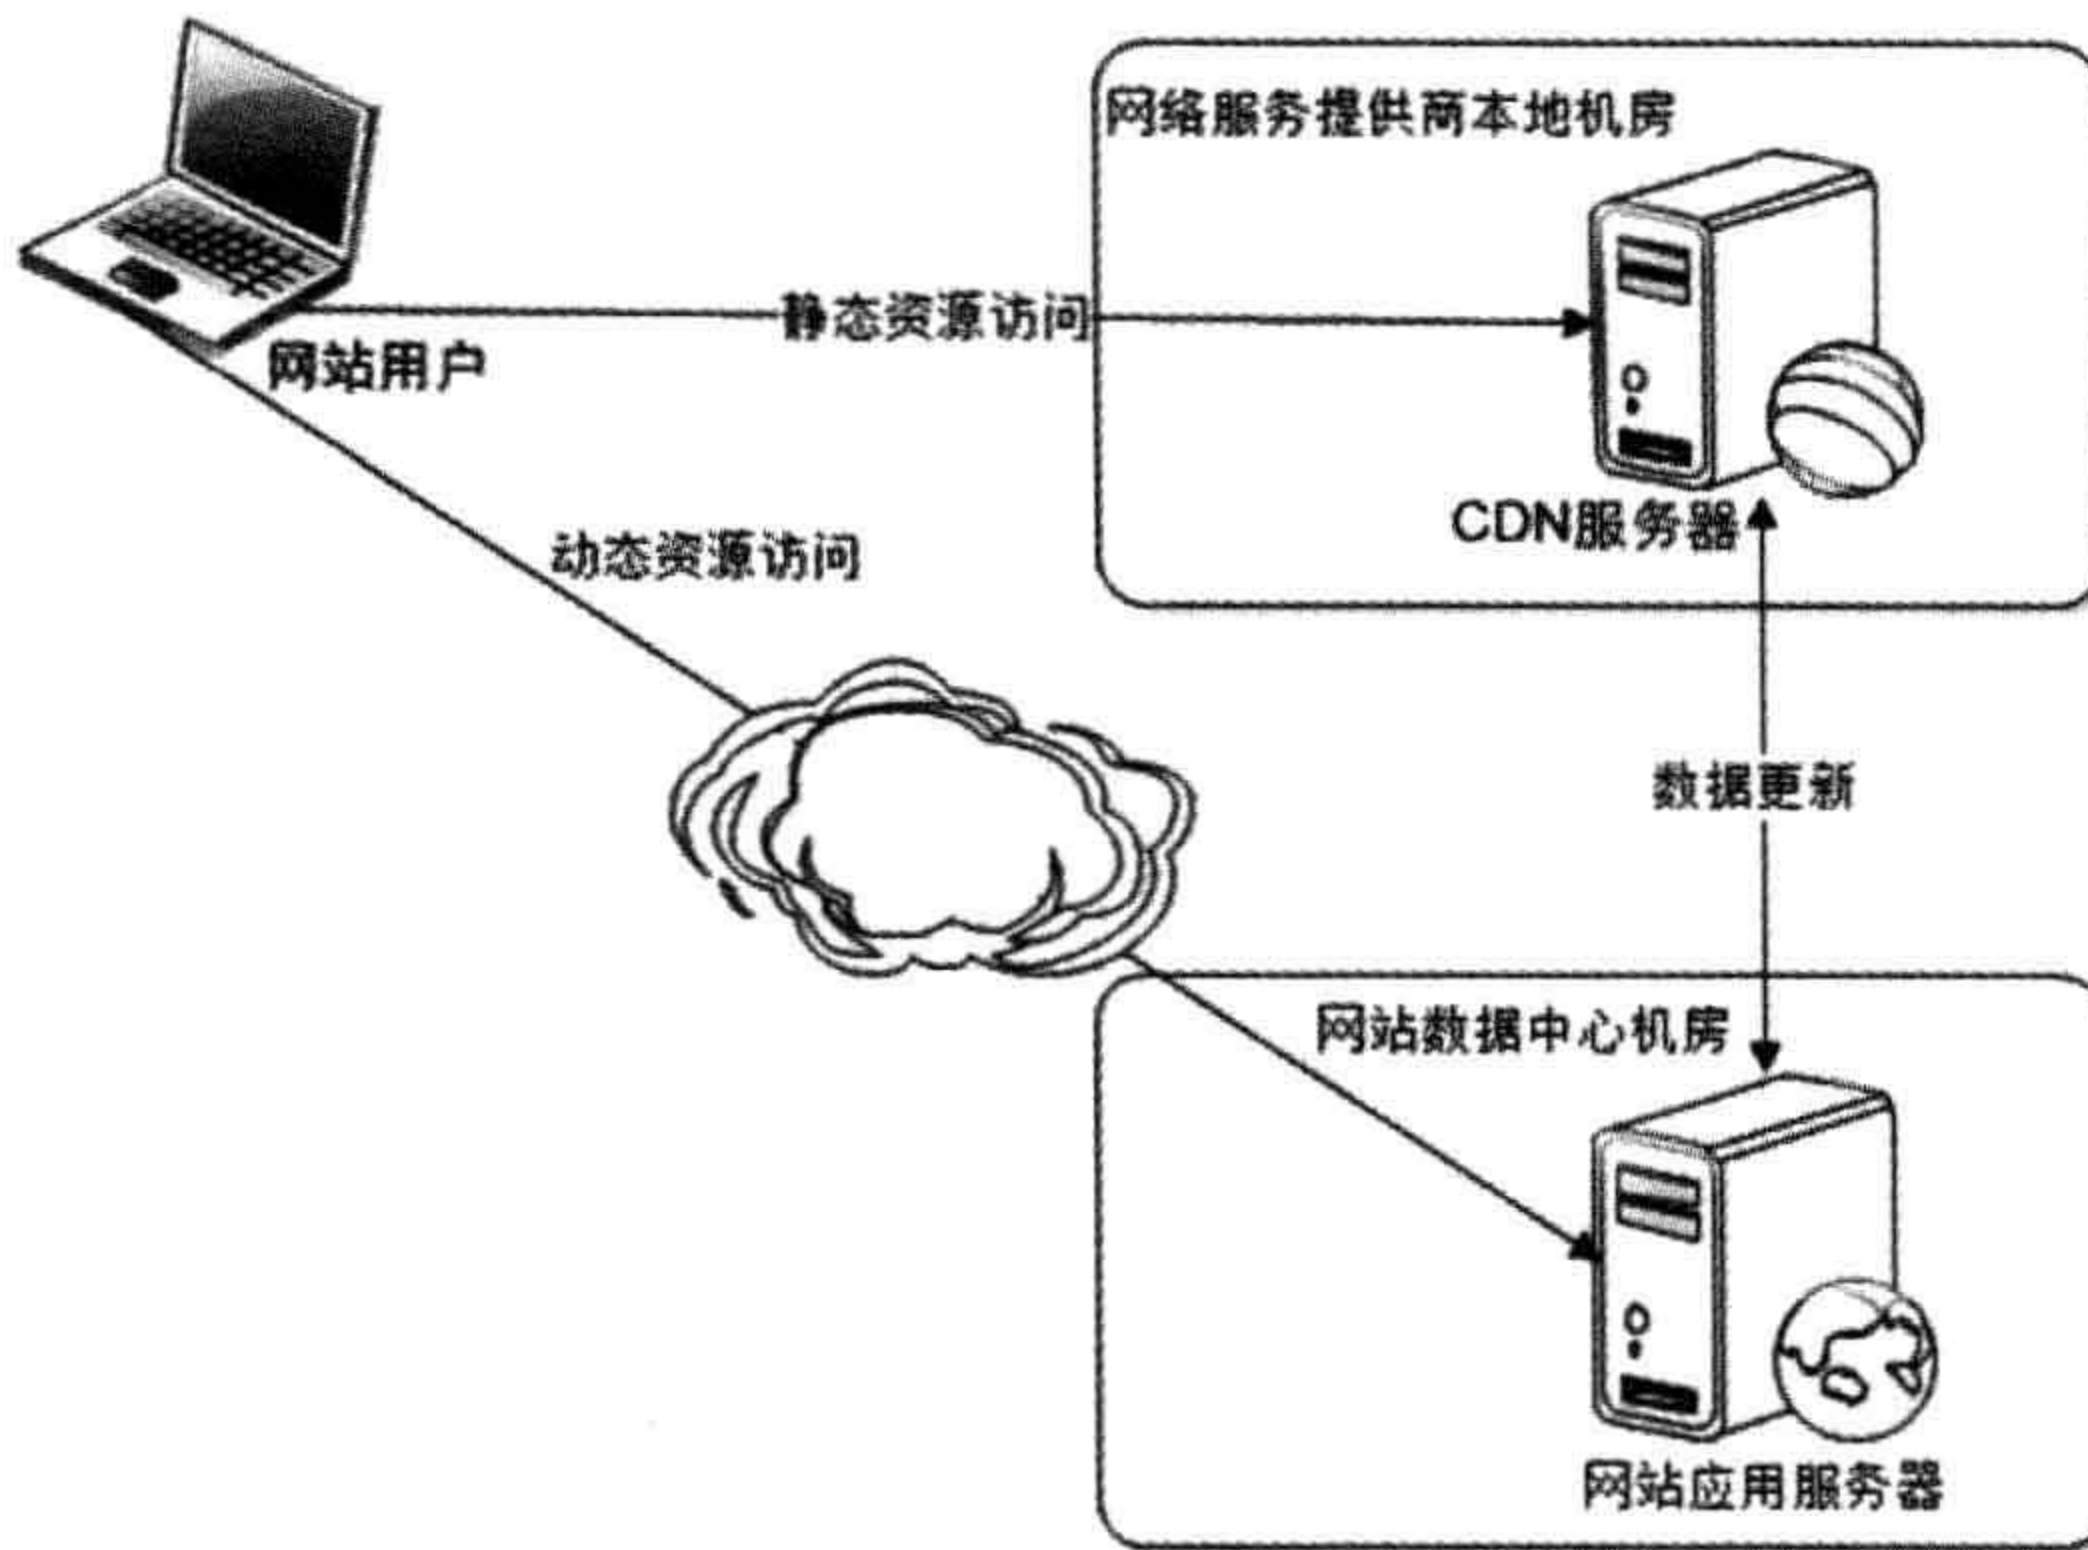 网络服务提供商本地机房
静态资源访问
网站用户
CDN服务器
动态资源访问
数据更新
网站数据中心机房
网站应用服务器